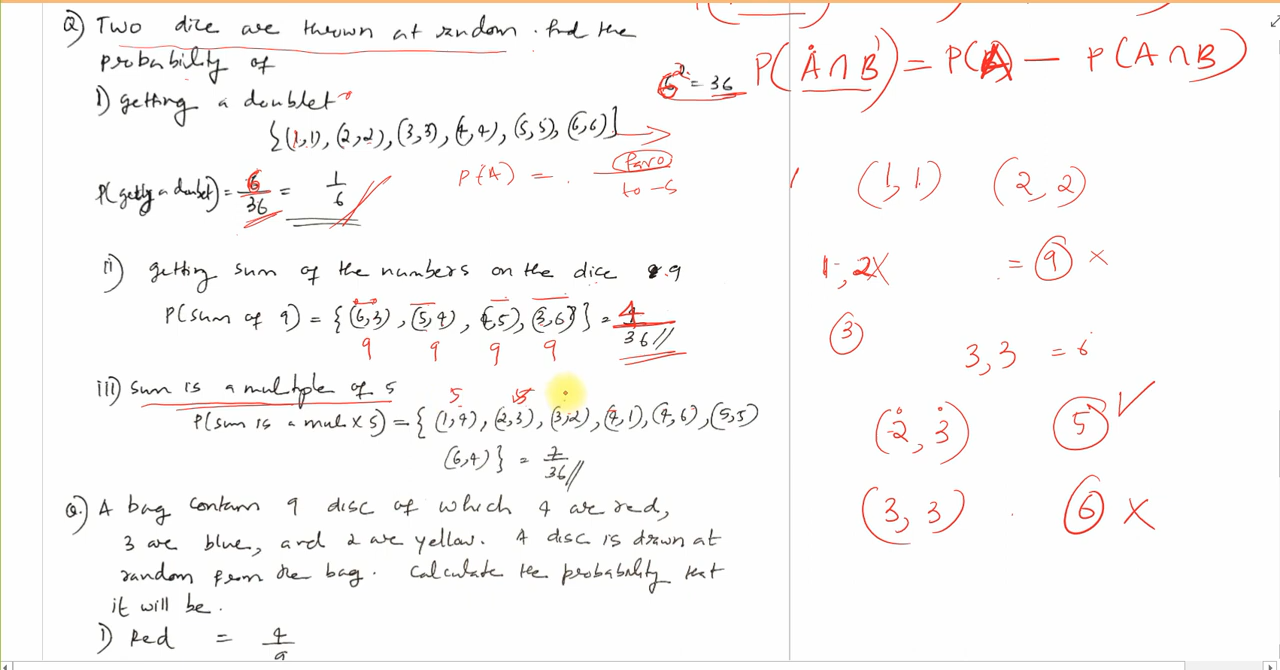 Q) Two dice are thrown at random. find the
probability of
1) getting a doublet
{(1,1), (2,2), (3,3), (4,4), (5,5), (6,6)}
P(A) = Favo
to-s
P(getting a doublet) = 6/36 = 1/6
ii) getting sum of the numbers on the dice 9
P(sum of 9) = {(6,3), (5,4), (4,5), (3,6)} = 4/36//
9 9 9 9
iii) sum is a multiple of 5
5 5
P(sum is a mul x 5) = { (1,4), (2,3), (3,2), (4,1), (4,6), (5,5)
(6,4) } = 7/36//
Q.) A bag contain 9 disc of which 4 are red,
3 are blue, and 2 are yellow. A disc is drawn at
random from the bag. Calculate the probability that
it will be.
1) Red = 4/9
6² = 36
P(A∩B') = P(A) − P(A∩B)
(1,1) (2,2)
1,2 X = 9 X
3
3,3 = 6
(2,3) 5 ✓
(3,3) 6 X